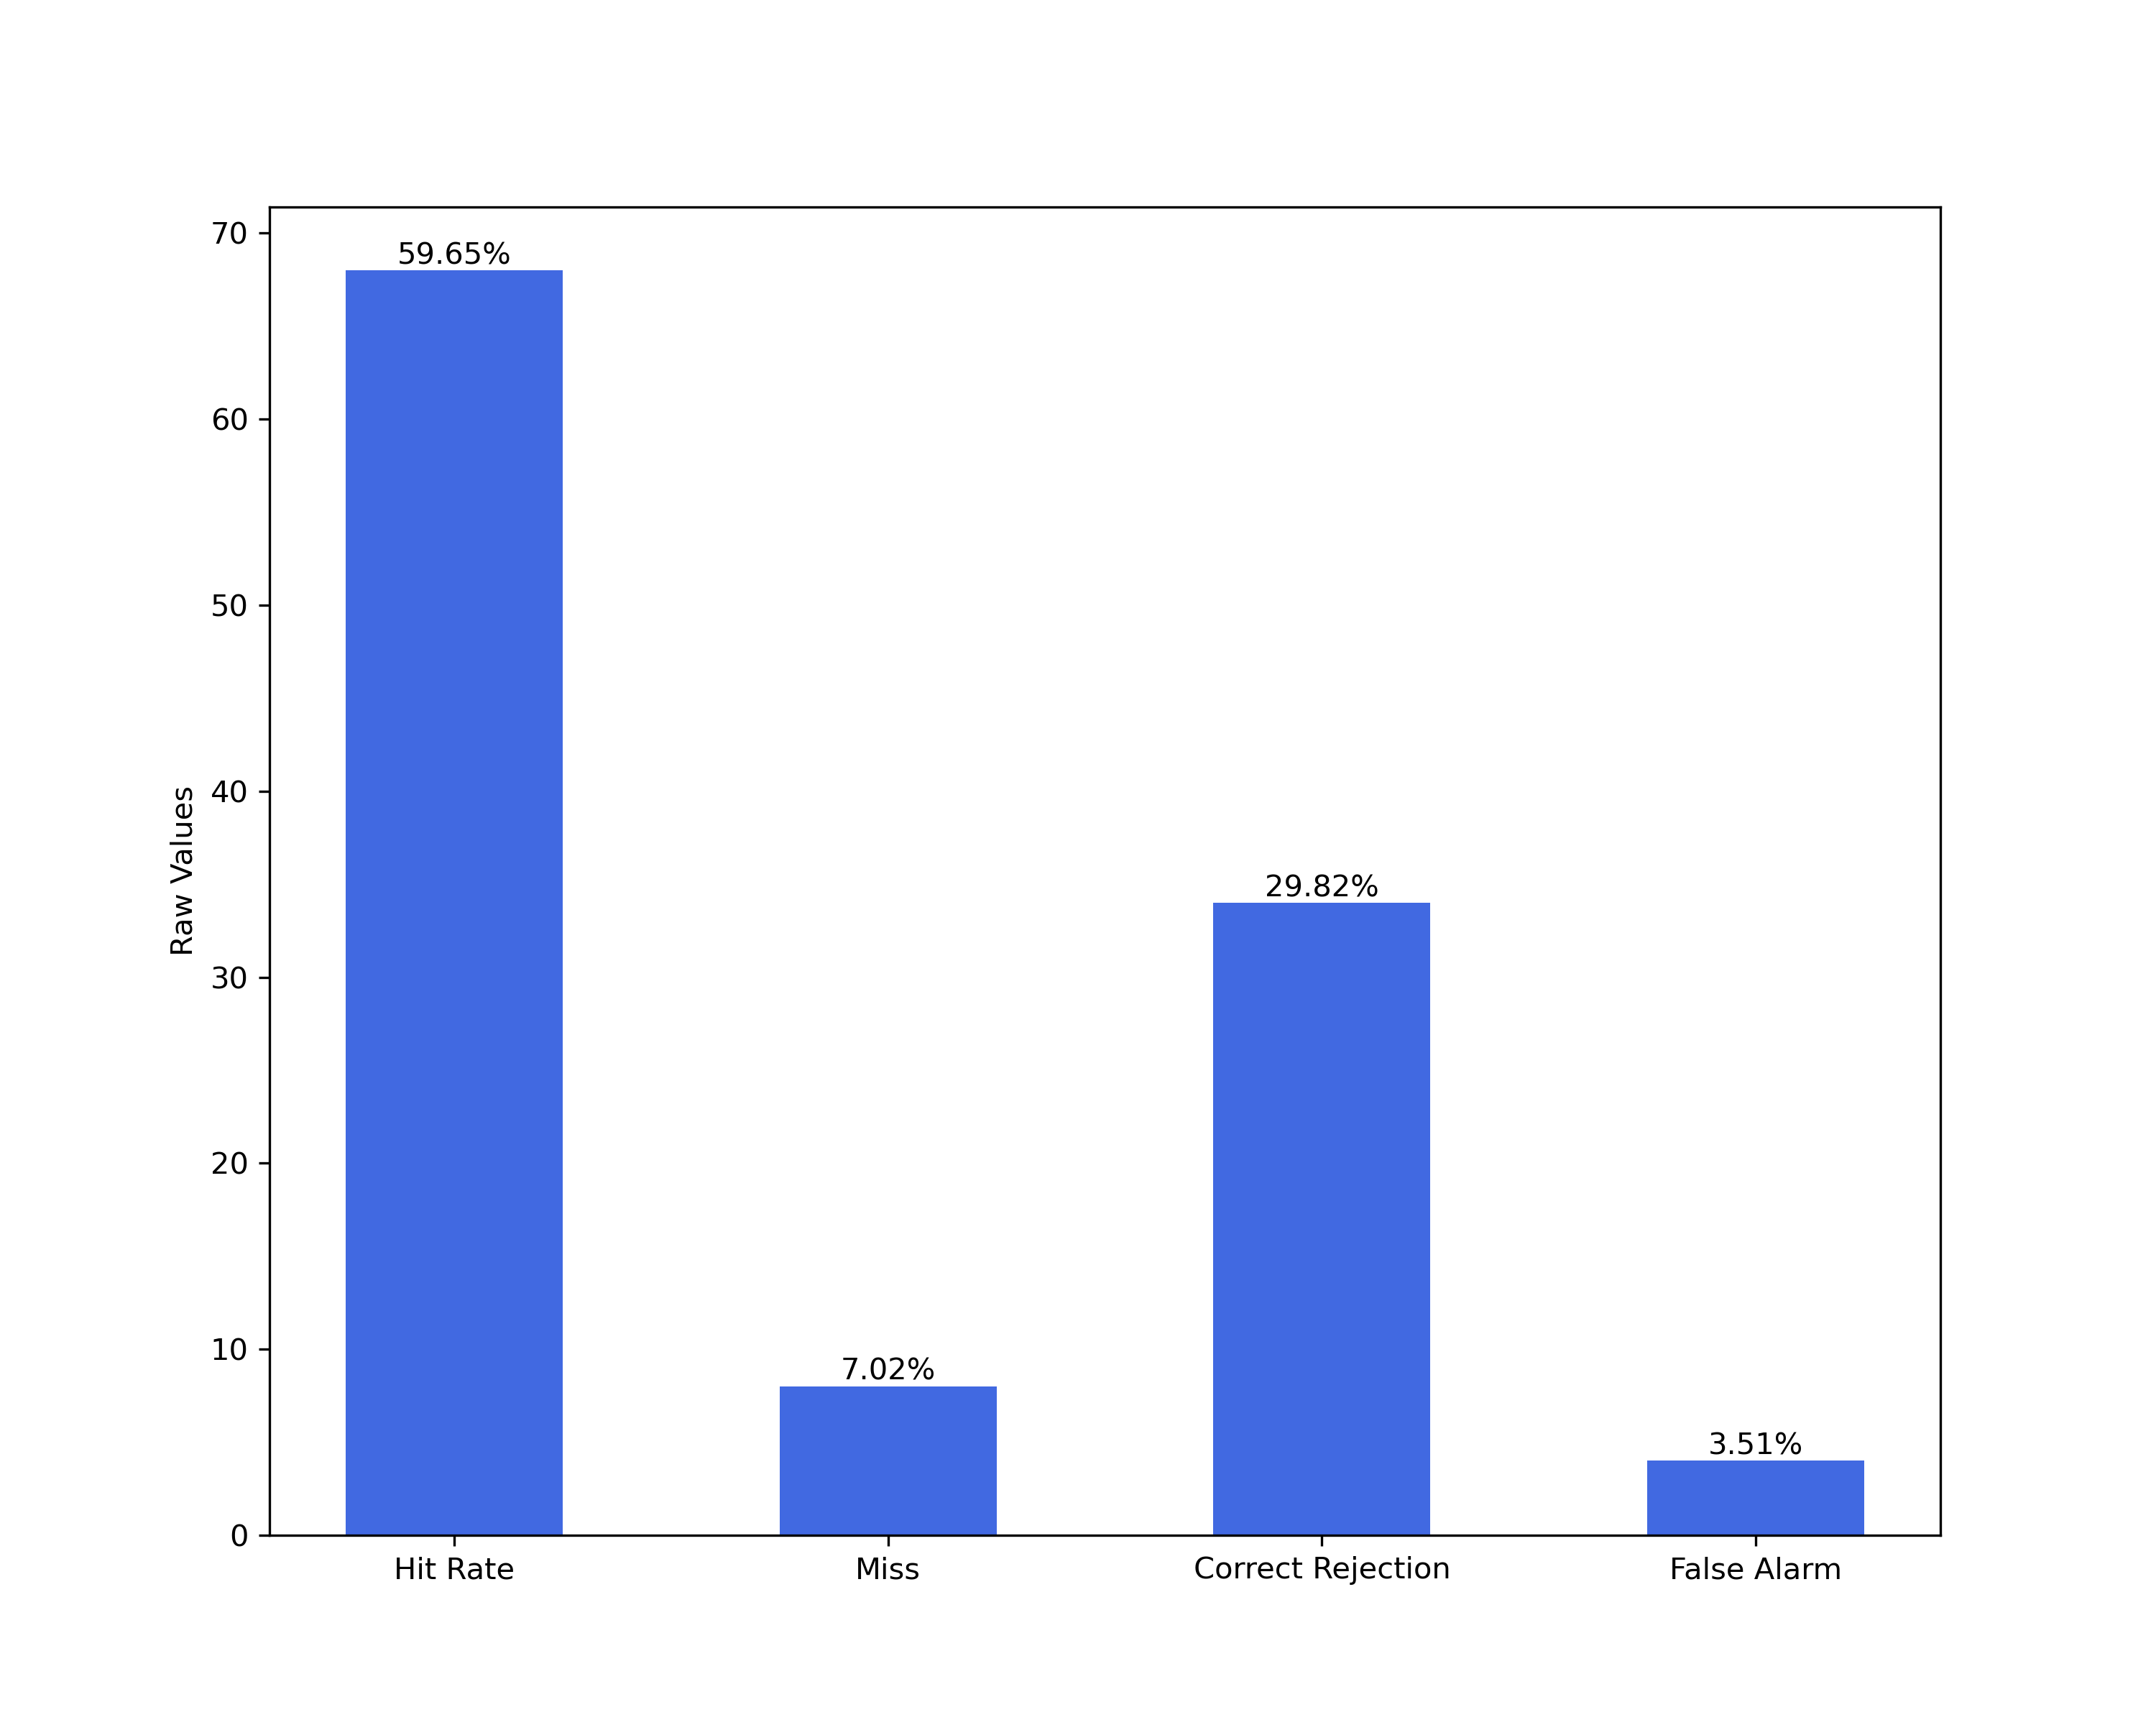 70
60
50
40
30
20
10
0
Raw Values
59.65%
7.02%
29.82%
3.51%
Hit Rate
Miss
Correct Rejection
False Alarm